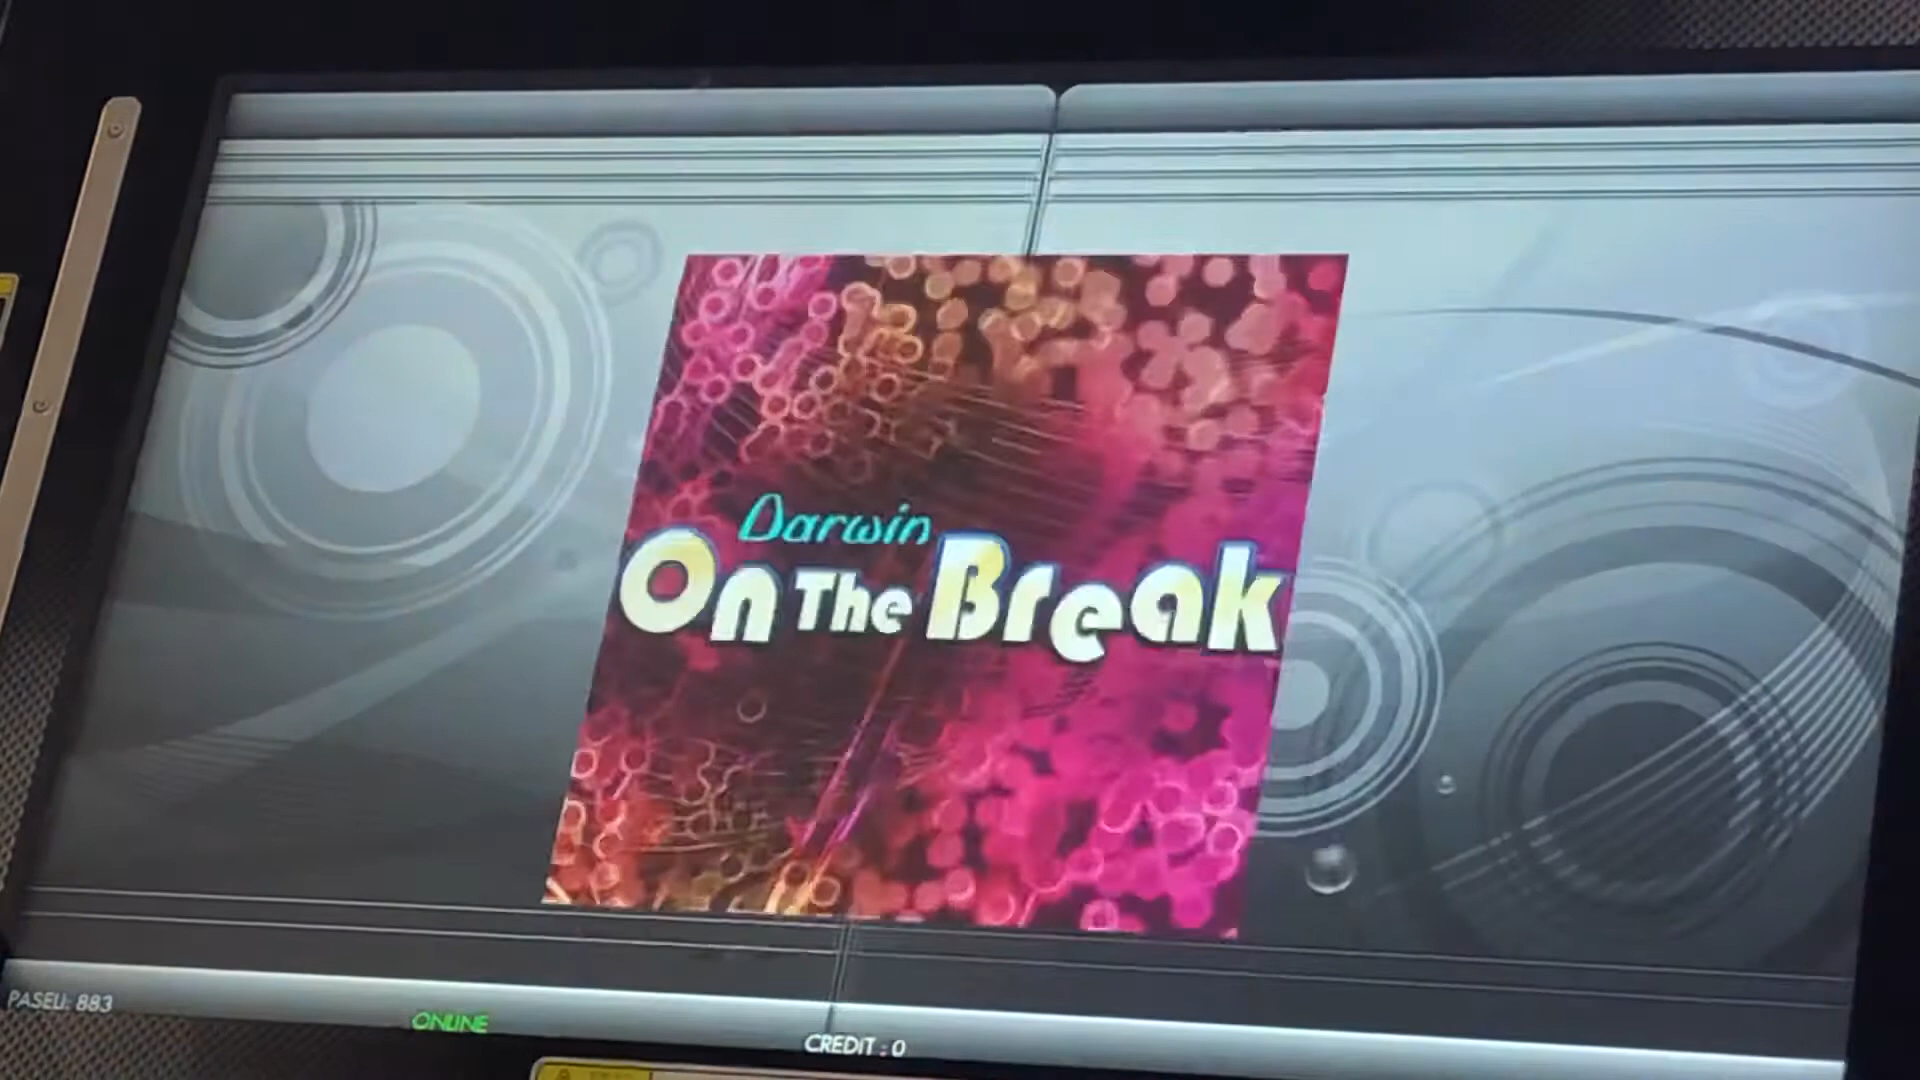 Darwin
On The Break
PASELI: 883
ONLINE
CREDIT : 0